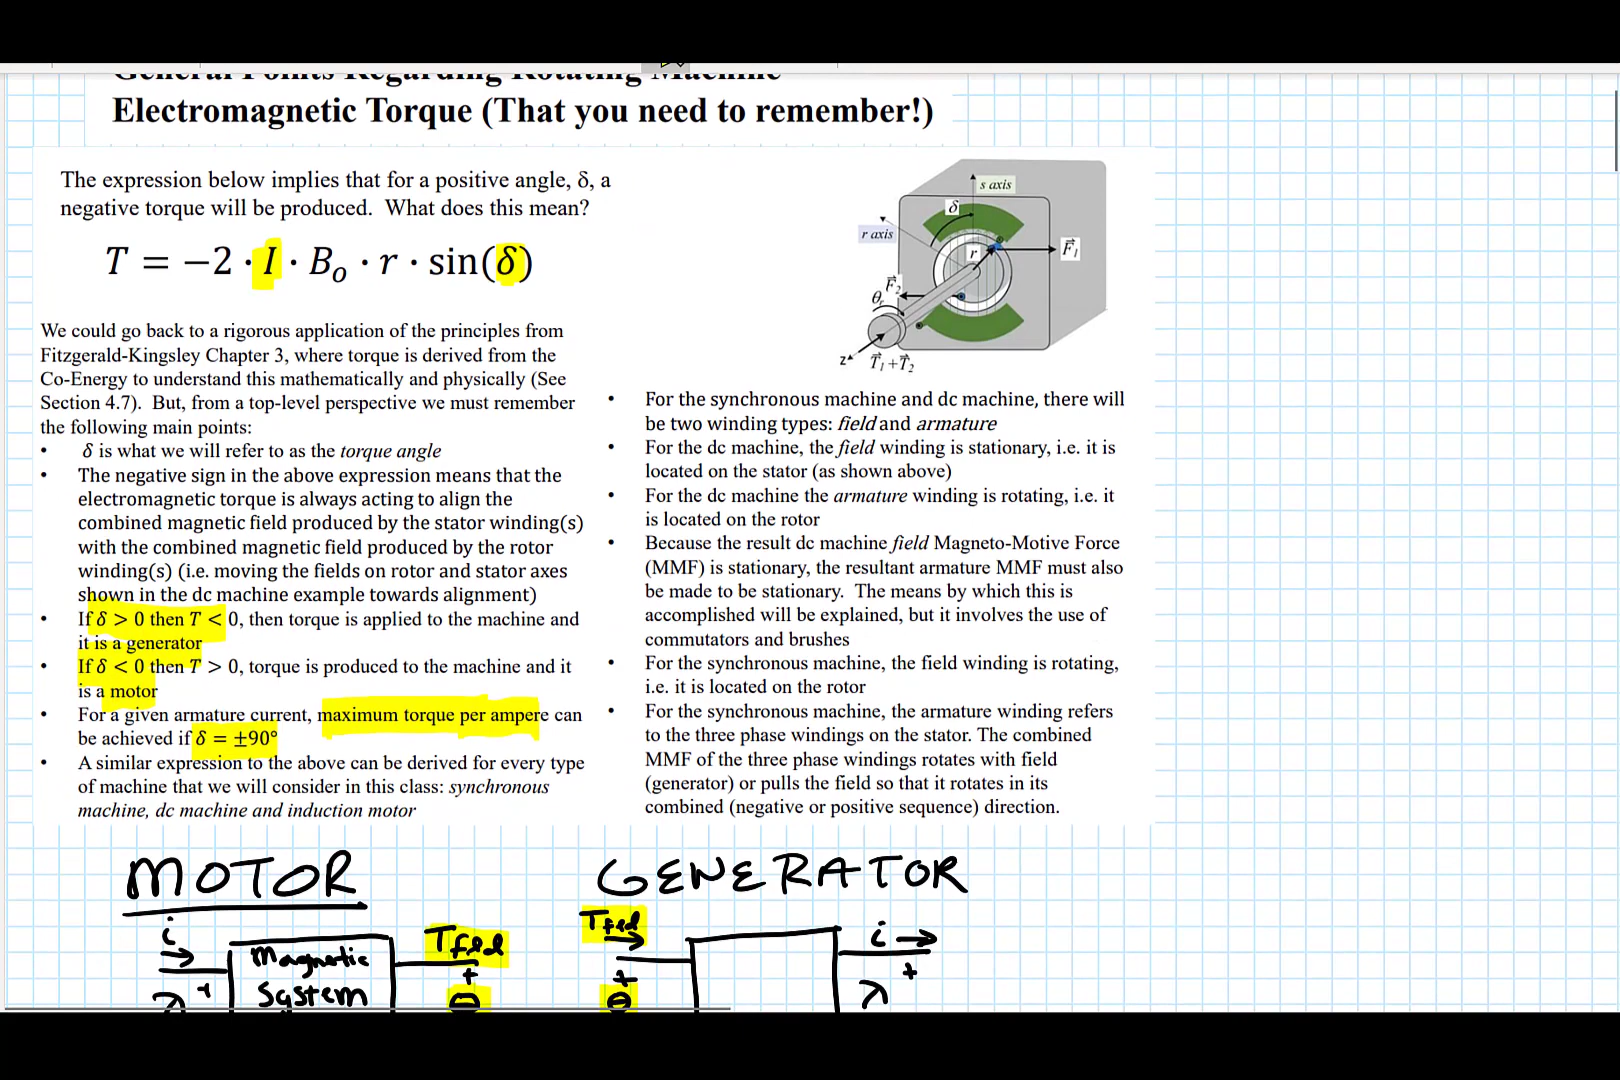 General Points Regarding Rotating Machine
Electromagnetic Torque (That you need to remember!)
The expression below implies that for a positive angle, δ, a
negative torque will be produced. What does this mean?
T = −2 · I · Bₒ · r · sin(δ)
We could go back to a rigorous application of the principles from
Fitzgerald-Kingsley Chapter 3, where torque is derived from the
Co-Energy to understand this mathematically and physically (See
Section 4.7). But, from a top-level perspective we must remember
the following main points:
• δ is what we will refer to as the torque angle
• The negative sign in the above expression means that the
electromagnetic torque is always acting to align the
combined magnetic field produced by the stator winding(s)
with the combined magnetic field produced by the rotor
winding(s) (i.e. moving the fields on rotor and stator axes
shown in the dc machine example towards alignment)
• If δ > 0 then T < 0, then torque is applied to the machine and
it is a generator
• If δ < 0 then T > 0, torque is produced to the machine and it
is a motor
• For a given armature current, maximum torque per ampere can
be achieved if δ = ±90°
• A similar expression to the above can be derived for every type
of machine that we will consider in this class: synchronous
machine, dc machine and induction motor
s axis
δ
r axis
r
F⃗₁
F⃗₂
θᵣ
z
T⃗₁+T⃗₂
• For the synchronous machine and dc machine, there will
be two winding types: field and armature
• For the dc machine, the field winding is stationary, i.e. it is
located on the stator (as shown above)
• For the dc machine the armature winding is rotating, i.e. it
is located on the rotor
• Because the result dc machine field Magneto-Motive Force
(MMF) is stationary, the resultant armature MMF must also
be made to be stationary. The means by which this is
accomplished will be explained, but it involves the use of
commutators and brushes
• For the synchronous machine, the field winding is rotating,
i.e. it is located on the rotor
• For the synchronous machine, the armature winding refers
to the three phase windings on the stator. The combined
MMF of the three phase windings rotates with field
(generator) or pulls the field so that it rotates in its
combined (negative or positive sequence) direction.
MOTOR
i
λ +
Magnetic
System
Tfld
+
θ
GENERATOR
Tfld
+
θ
i
+
λ